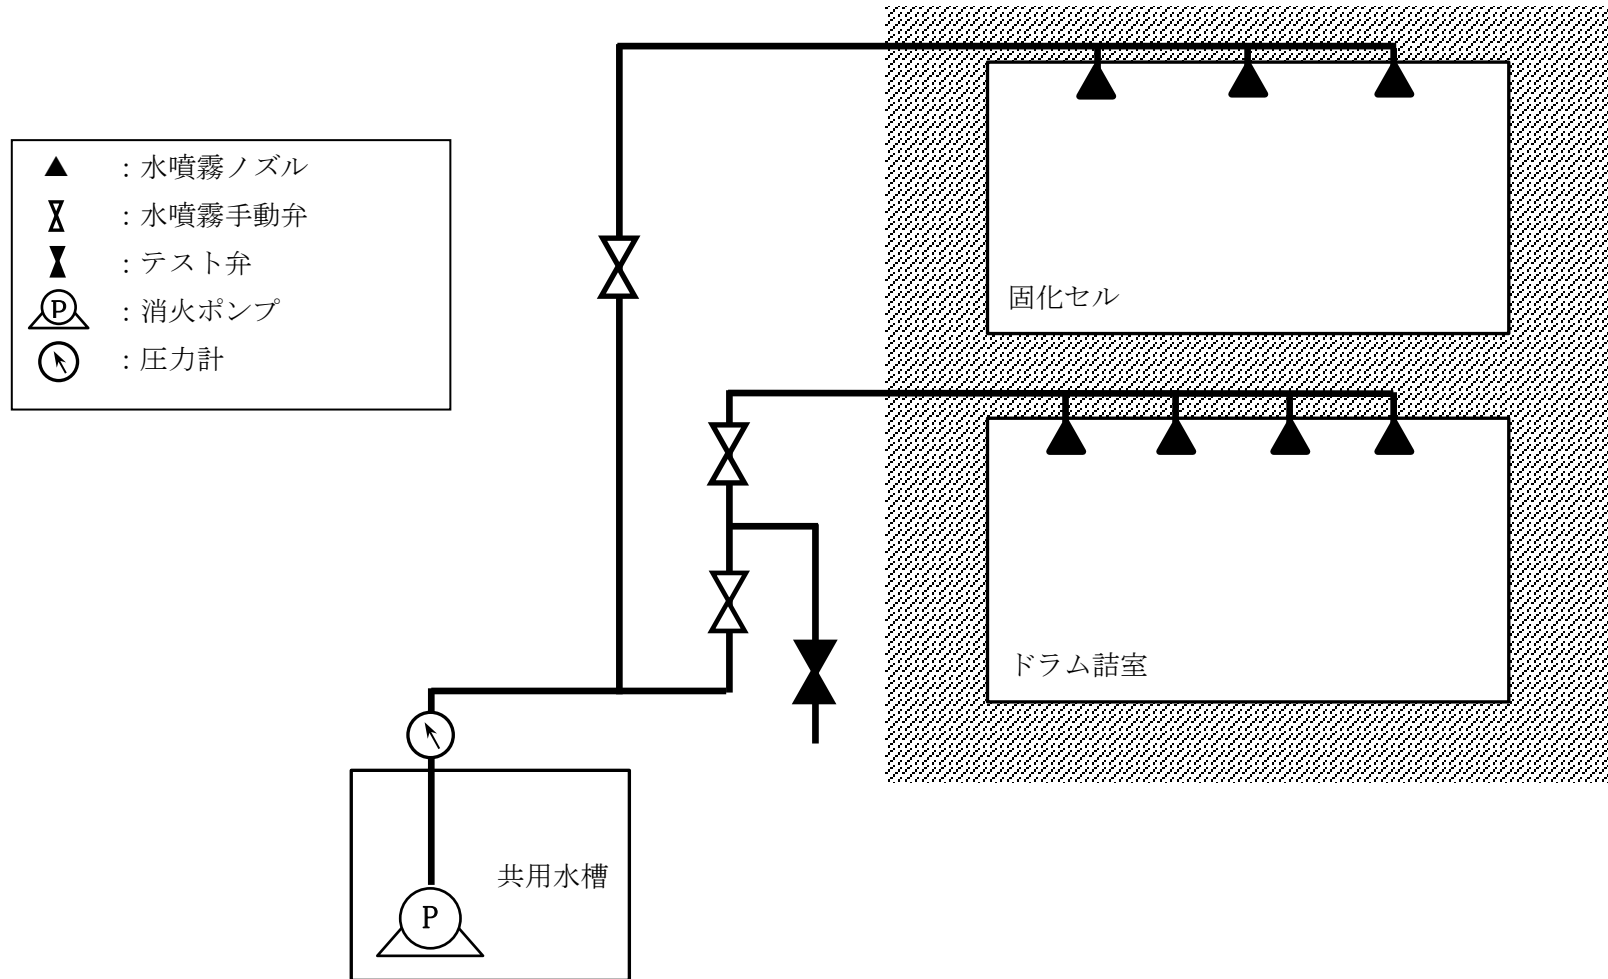 ：水噴霧ノズル
：水噴霧手動弁
：テスト弁
P ：消火ポンプ
：圧力計
固化セル
ドラム詰室
共用水槽
P